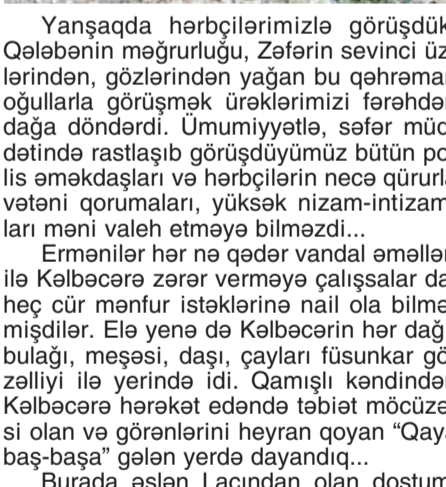 Yanşaqda hərbçilərimizlə görüşdük
Qələbənin məğrurluğu, Zəfərin sevinci üz
lərindən, gözlərindən yağan bu qəhrəma
oğullarla görüşmək ürəklərimizi fərəhdə
dağa döndərdi. Ümumiyyətlə, səfər müd
dətində rastlaşıb görüşdüyümüz bütün po
lis əməkdaşları və hərbçilərin necə qürurl
vətəni qorumaları, yüksək nizam-intizam
ları məni valeh etməyə bilməzdi...
Ermənilər hər nə qədər vandal əməllə
ilə Kəlbəcərə zərər verməyə çalışsalar da
heç cür mənfur istəklərinə nail ola bilmə
mişdilər. Elə yenə də Kəlbəcərin hər dağ
bulağı, meşəsi, daşı, çayları füsunkar gö
zəlliyi ilə yerində idi. Qamışlı kəndində
Kəlbəcərə hərəkət edəndə təbiət möcüzə
si olan və görənlərini heyran qoyan “Qay
baş-başa” gələn yerdə dayandıq...
Burada əslən Laçından olan dostum